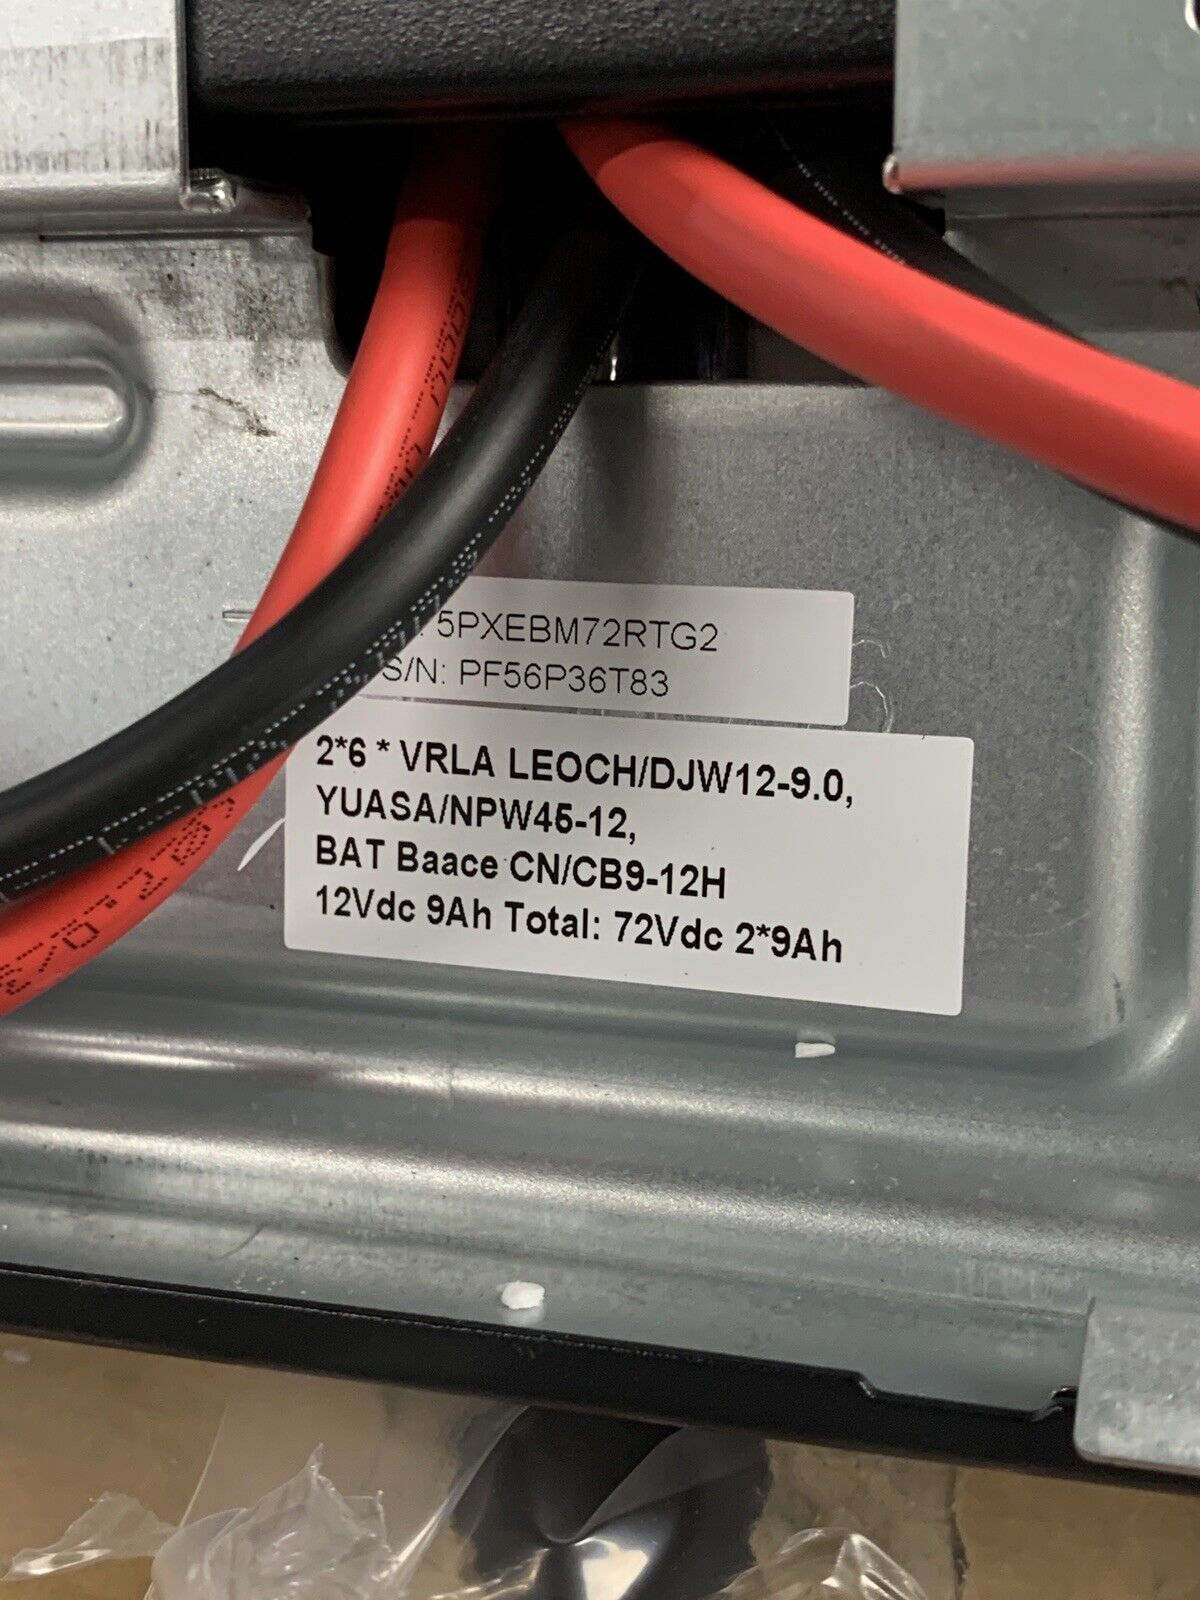 5PXEBM72RTG2
S/N: PF56P36T83
2*6 * VRLA LEOCH/DJW12-9.0,
YUASA/NPW45-12,
BAT Baace CN/CB9-12H
12Vdc 9Ah Total: 72Vdc 2*9Ah